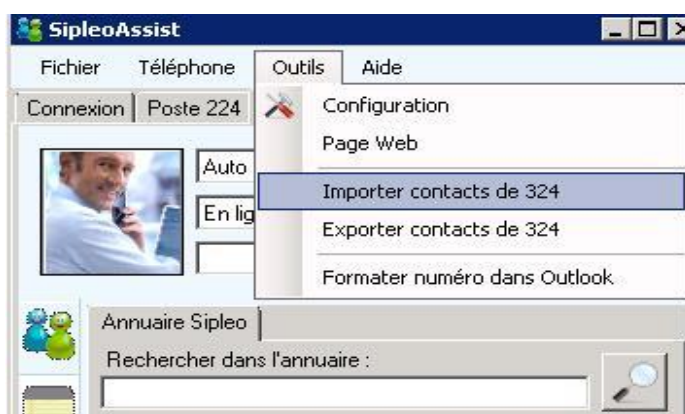 SipleoAssist
Fichier Téléphone Outils Aide
Connexion Poste 224
Configuration
Page Web
Importer contacts de 324
Exporter contacts de 324
Formater numéro dans Outlook
Auto
En lig
Annuaire Sipleo
Rechercher dans l'annuaire :